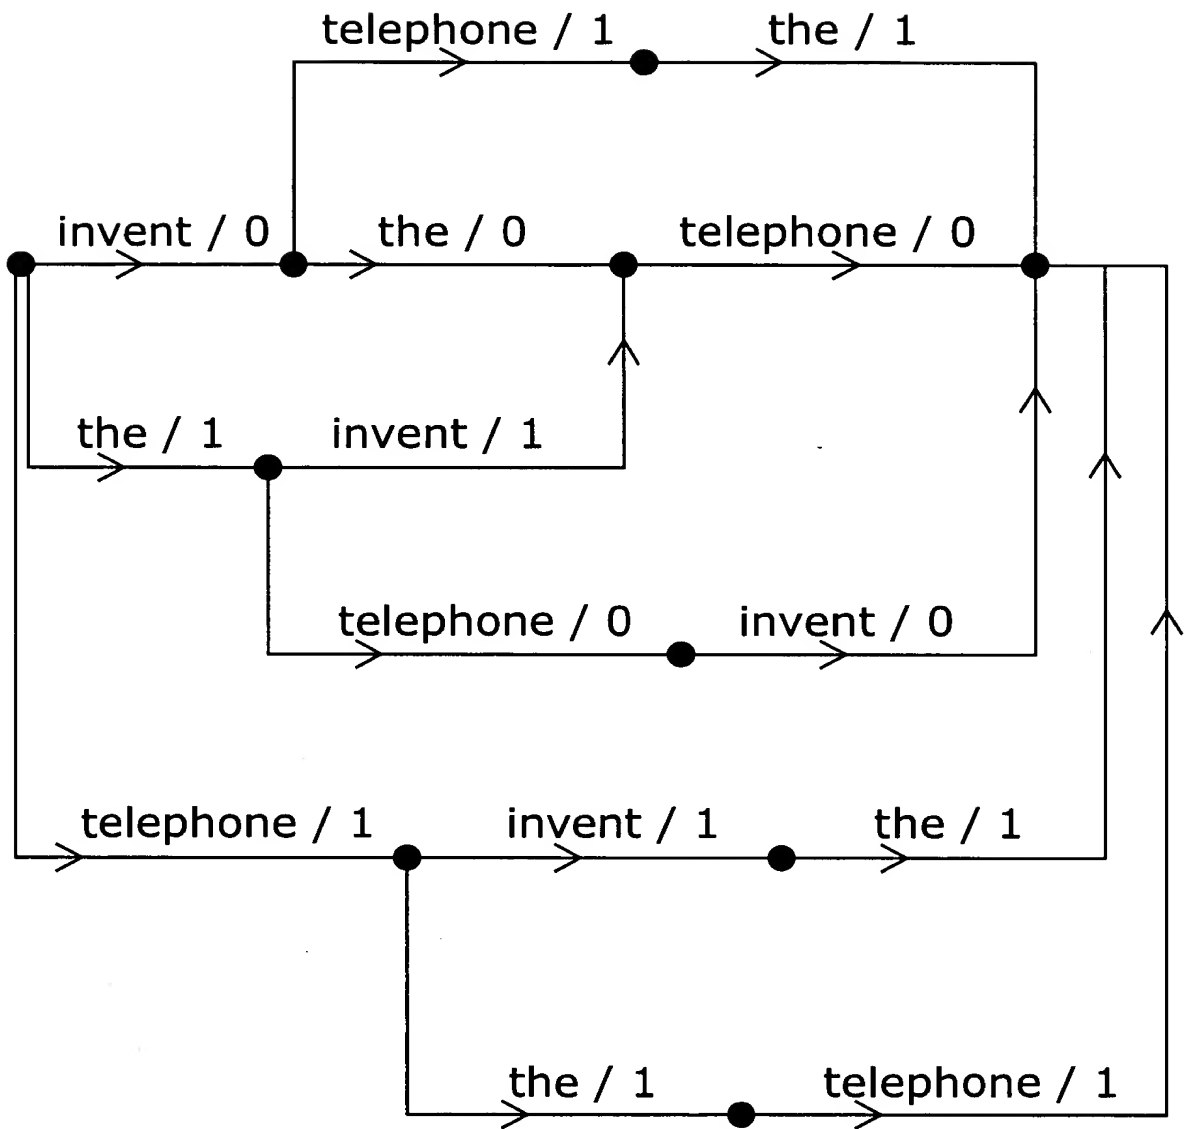 telephone / 1 the / 1
invent / 0 the / 0 telephone / 0
the / 1 invent / 1
telephone / 0 invent / 0
telephone / 1 invent / 1 the / 1
the / 1 telephone / 1